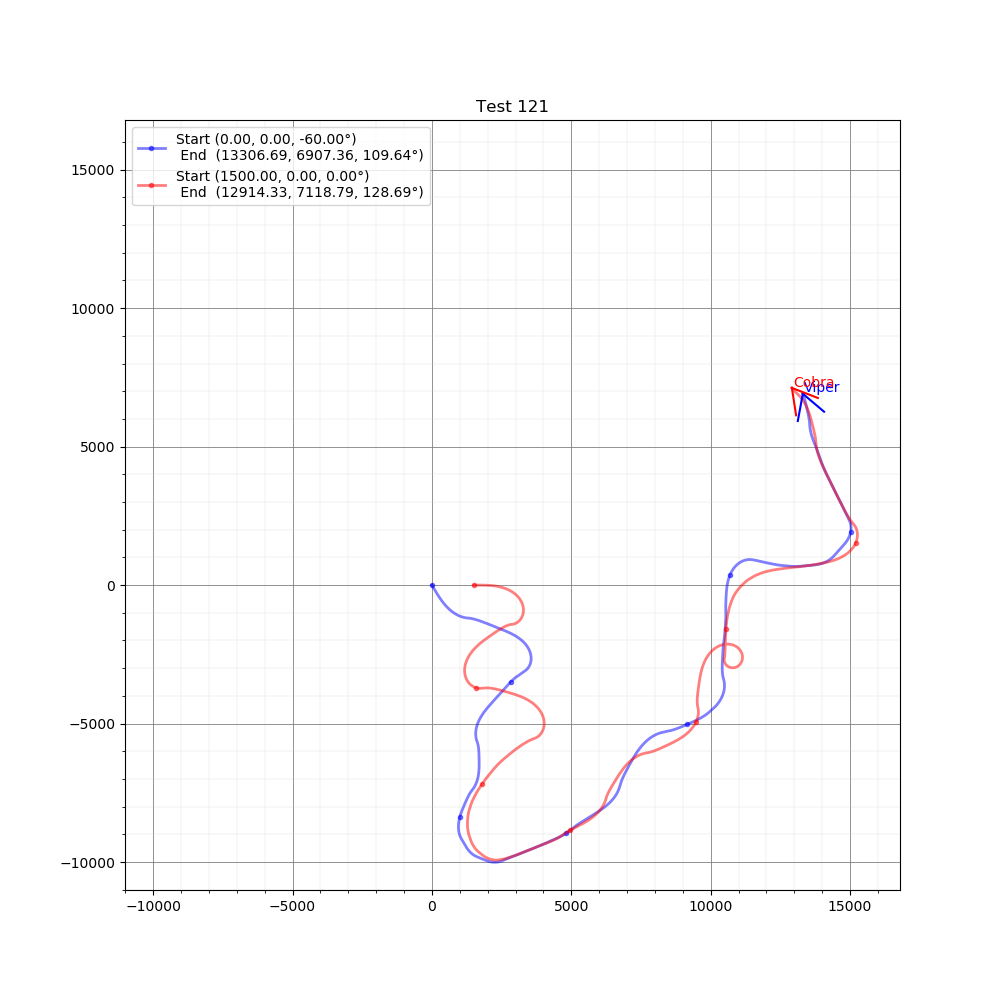 Test 121
Start (0.00, 0.00, -60.00°)
End (13306.69, 6907.36, 109.64°)
Start (1500.00, 0.00, 0.00°)
End (12914.33, 7118.79, 128.69°)
15000
10000
5000
0
−5000
−10000
Cobra
Viper
−10000
−5000
0
5000
10000
15000